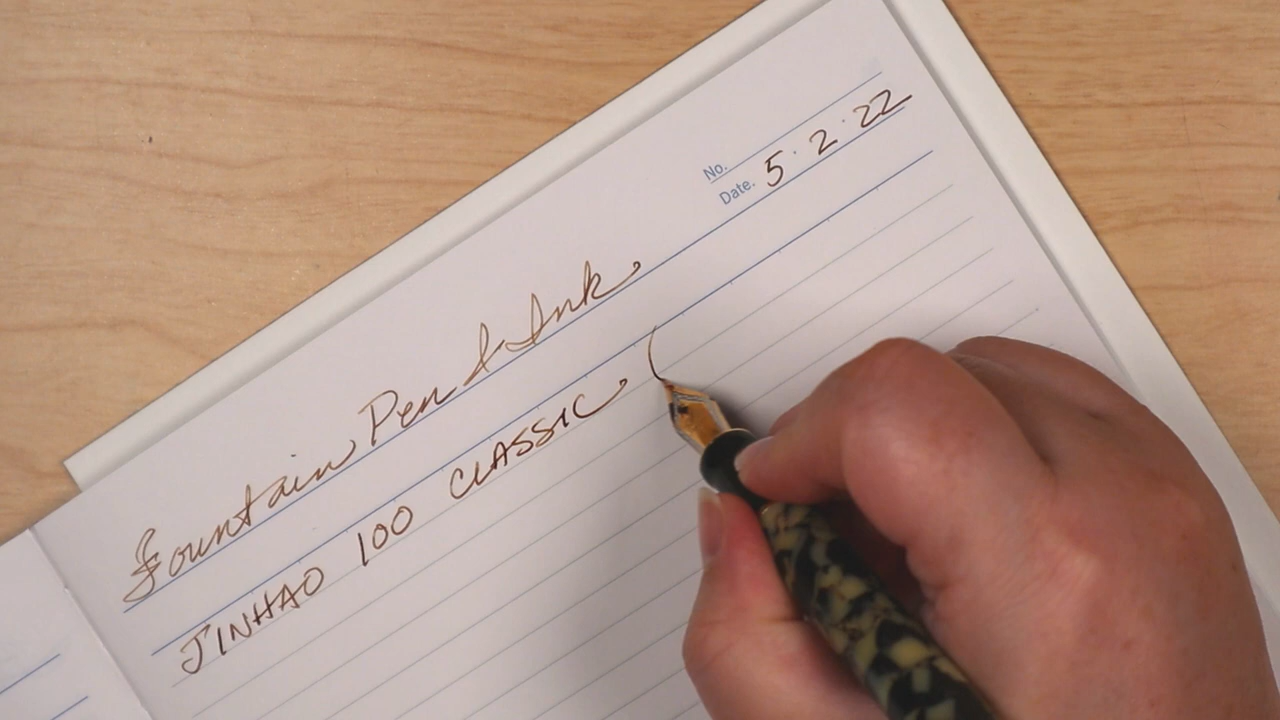 No.
Date. 5·2·22
Fountain Pen & Ink
JINHAO 100 CLASSIC (